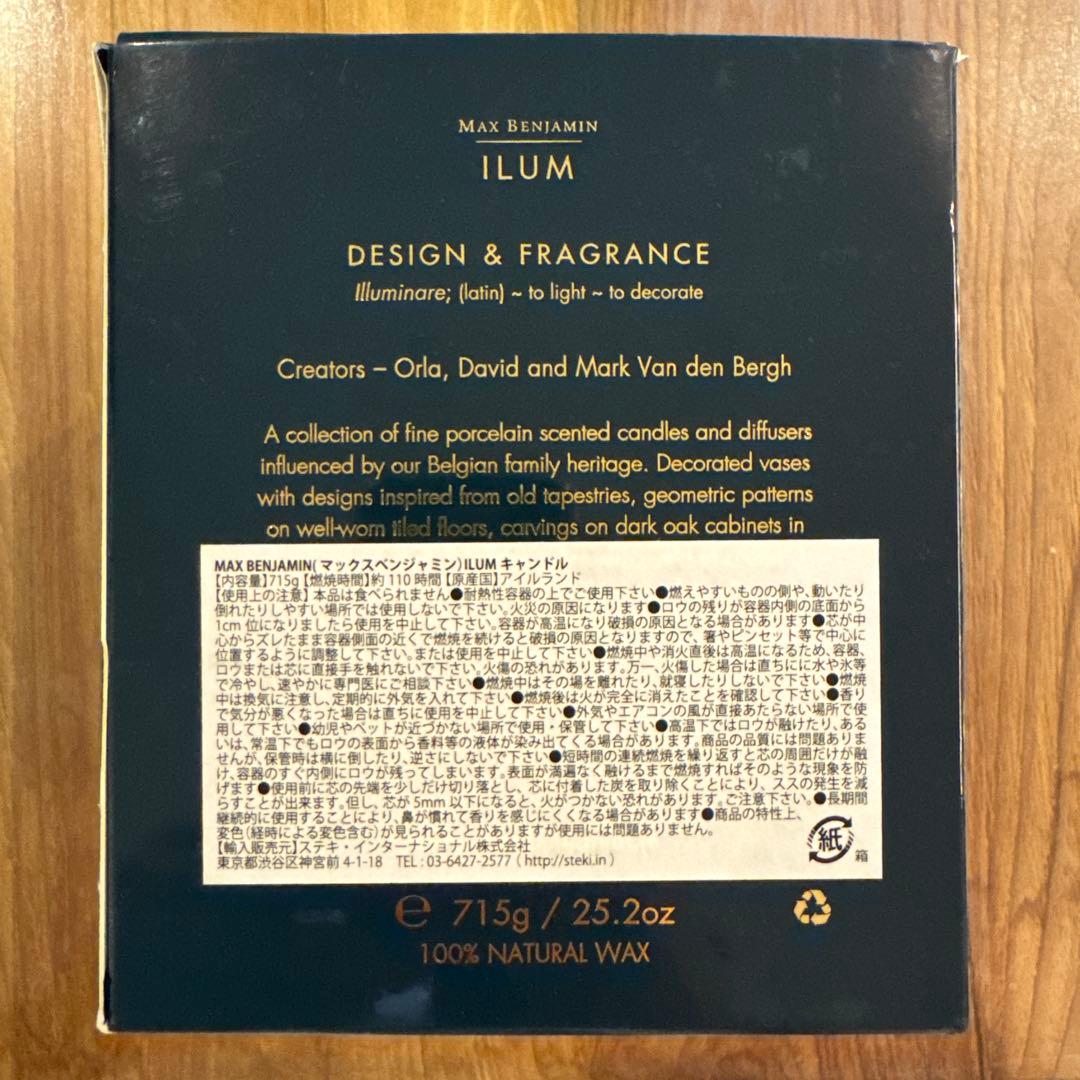 MAX BENJAMIN
ILUM
DESIGN & FRAGRANCE
Illuminare; (latin) ~ to light ~ to decorate
Creators – Orla, David and Mark Van den Bergh
A collection of fine porcelain scented candles and diffusers
influenced by our Belgian family heritage. Decorated vases
with designs inspired from old tapestries, geometric patterns
on well-worn tiled floors, carvings on dark oak cabinets in
MAX BENJAMIN(マックスベンジャミン)ILUM キャンドル
【内容量】715g【燃焼時間】約 110 時間【原産国】アイルランド
【使用上の注意】本品は食べられません●耐熱性容器の上でご使用下さい●燃えやすいものの側や、動いたり
倒れたりしやすい場所では使用しないで下さい。火災の原因になります●ロウの残りが容器内側の底面から
1cm 位になりましたら使用を中止して下さい。容器が高温になり破損の原因となる場合があります●芯が中
心からズレたまま容器側面の近くで燃焼を続けると破損の原因となりますので、箸やピンセット等で中心に
位置するように調整して下さい。または使用を中止して下さい●燃焼中や消火直後は高温になるため、容器、
ロウまたは芯に直接手を触れないで下さい。火傷の恐れがあります。万一、火傷した場合は直ちにに水や氷等
で冷やし、速やかに専門医にご相談下さい●燃焼中はその場を離れたり、就寝したりしないで下さい●燃焼
中は換気に注意し、定期的に外気を入れて下さい●燃焼後は火が完全に消えたことを確認して下さい●香り
で気分が悪くなった場合は直ちに使用を中止して下さい●外気やエアコンの風が直接あたらない場所で使
用して下さい●幼児やペットが近づかない場所で使用・保管して下さい●高温下ではロウが融けたり、ある
いは、常温下でもロウの表面から香料等の液体が染み出てくる場合があります。商品の品質には問題ありま
せんが、保管時は横に倒したり、逆さにしないで下さい●短時間の連続燃焼を繰り返すと芯の周囲だけが融
け、容器のすぐ内側にロウが残ってしまいます。表面が満遍なく融けるまで燃焼すればそのような現象を防
げます●使用前に芯の先端を少しだけ切り落とし、芯に付着した炭を取り除くことにより、ススの発生を減
らすことが出来ます。但し、芯が 5mm 以下になると、火がつかない恐れがあります。ご注意下さい。●長期間
継続的に使用することにより、鼻が慣れて香りを感じにくくなる場合があります●商品の特性上、
変色(経時による変色含む)が見られることがありますが使用には問題ありません。
【輸入販売元】ステキ・インターナショナル株式会社
東京都渋谷区神宮前 4-1-18 TEL : 03-6427-2577 ( http://steki.in )
紙
箱
e 715g / 25.2oz
100% NATURAL WAX